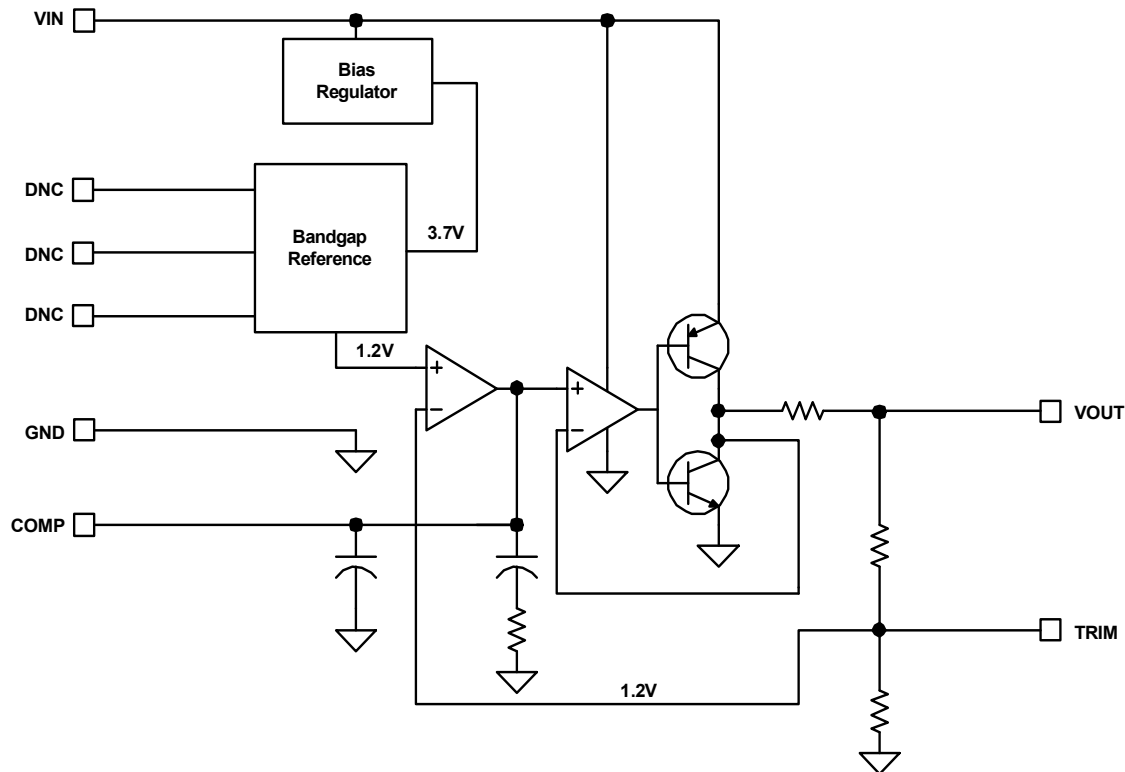 VIN
Bias
Regulator
DNC
DNC
DNC
Bandgap
Reference
3.7V
1.2V
+
−
+
−
GND
VOUT
COMP
TRIM
1.2V